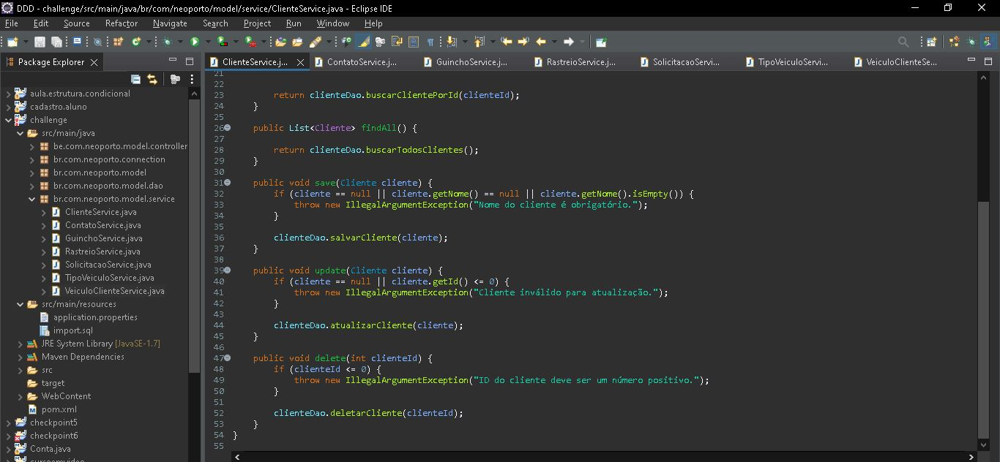 DDD - challenge/src/main/java/br/com/neoporto/model/service/ClienteService.java - Eclipse IDE
File Edit Source Refactor Navigate Search Project Run Window Help
Package Explorer
aula.estrutura.condicional
cadastro.aluno
challenge
src/main/java
be.com.neoporto.model.controller
br.com.neoporto.connection
br.com.neoporto.model
br.com.neoporto.model.dao
br.com.neoporto.model.service
ClienteService.java
ContatoService.java
GuinchoService.java
RastreioService.java
SolicitacaoService.java
TipoVeiculoService.java
VeiculoClienteService.java
src/main/resources
application.properties
import.sql
JRE System Library [JavaSE-1.7]
Maven Dependencies
src
target
WebContent
pom.xml
checkpoint5
checkpoint6
Conta.java
ClienteService.j... ContatoService.j... GuinchoService.j... RastreioService.j... SolicitacaoServi... TipoVeiculoServi... VeiculoClienteSe...
21
22
23 return clienteDao.buscarClientePorId(clienteId);
24 }
25
26 public List<Cliente> findAll() {
27
28 return clienteDao.buscarTodosClientes();
29 }
30
31 public void save(Cliente cliente) {
32 if (cliente == null || cliente.getNome() == null || cliente.getNome().isEmpty()) {
33 throw new IllegalArgumentException("Nome do cliente é obrigatório.");
34 }
35
36 clienteDao.salvarCliente(cliente);
37 }
38
39 public void update(Cliente cliente) {
40 if (cliente == null || cliente.getId() <= 0) {
41 throw new IllegalArgumentException("Cliente inválido para atualização.");
42 }
43
44 clienteDao.atualizarCliente(cliente);
45 }
46
47 public void delete(int clienteId) {
48 if (clienteId <= 0) {
49 throw new IllegalArgumentException("ID do cliente deve ser um número positivo.");
50 }
51
52 clienteDao.deletarCliente(clienteId);
53 }
54 }
55